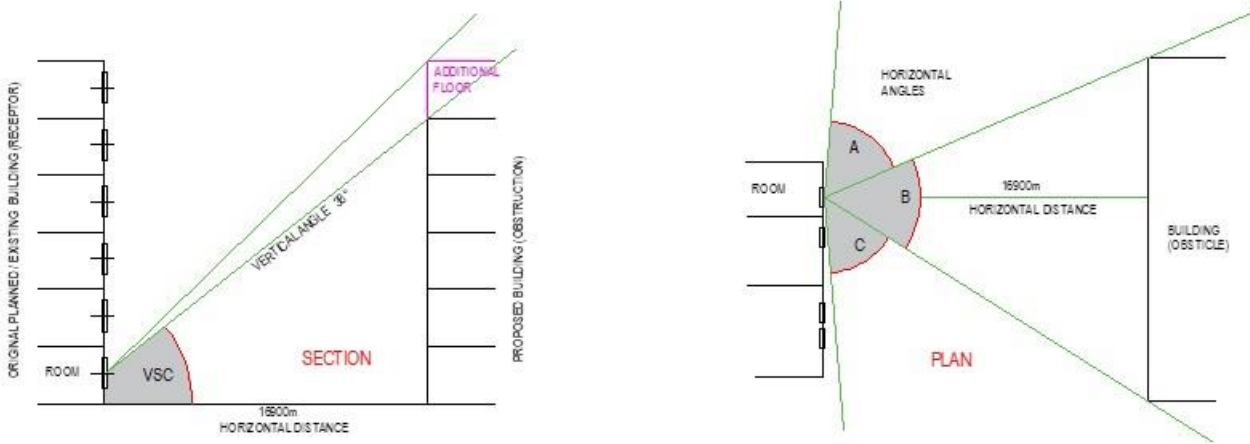 ORIGINAL PLANNED / EXISTING BUILDING (RECEPTOR)
ROOM
VSC
VERTICAL ANGLE 38°
SECTION
16900m
HORIZONTAL DISTANCE
ADDITIONAL
FLOOR
PROPOSED BUILDING (OBSTRUCTION)
HORIZONTAL
ANGLES
ROOM
A
B
C
16900m
HORIZONTAL DISTANCE
BUILDING
(OBSTICLE)
PLAN